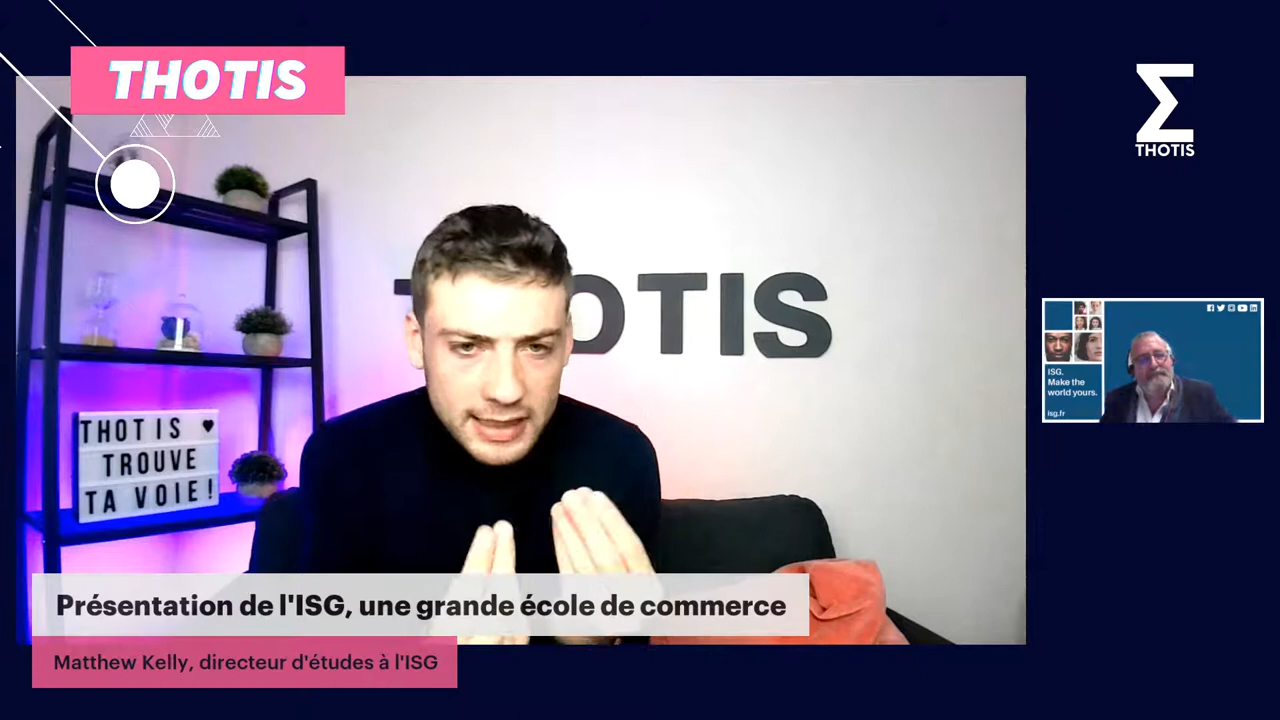 THOTIS
THOTIS
THOTIS
THOTIS ♥
TROUVE
TA VOIE!
ISG.
Make the
world yours.
isg.fr
Présentation de l'ISG, une grande école de commerce
Matthew Kelly, directeur d'études à l'ISG